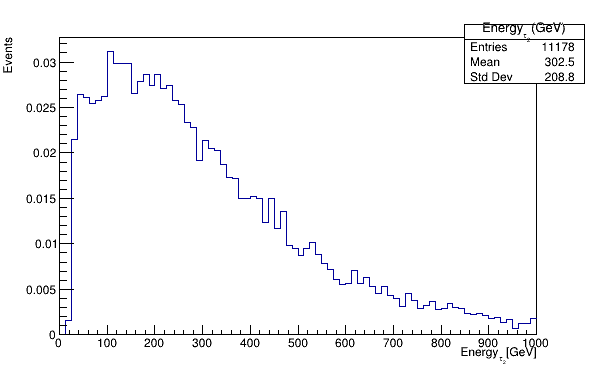 Energy_τ₂ (GeV)
Entries 11178
Mean 302.5
Std Dev 208.8
Events
0.03
0.025
0.02
0.015
0.01
0.005
0
0 100 200 300 400 500 600 700 800 900 1000
Energy_τ₂ [GeV]